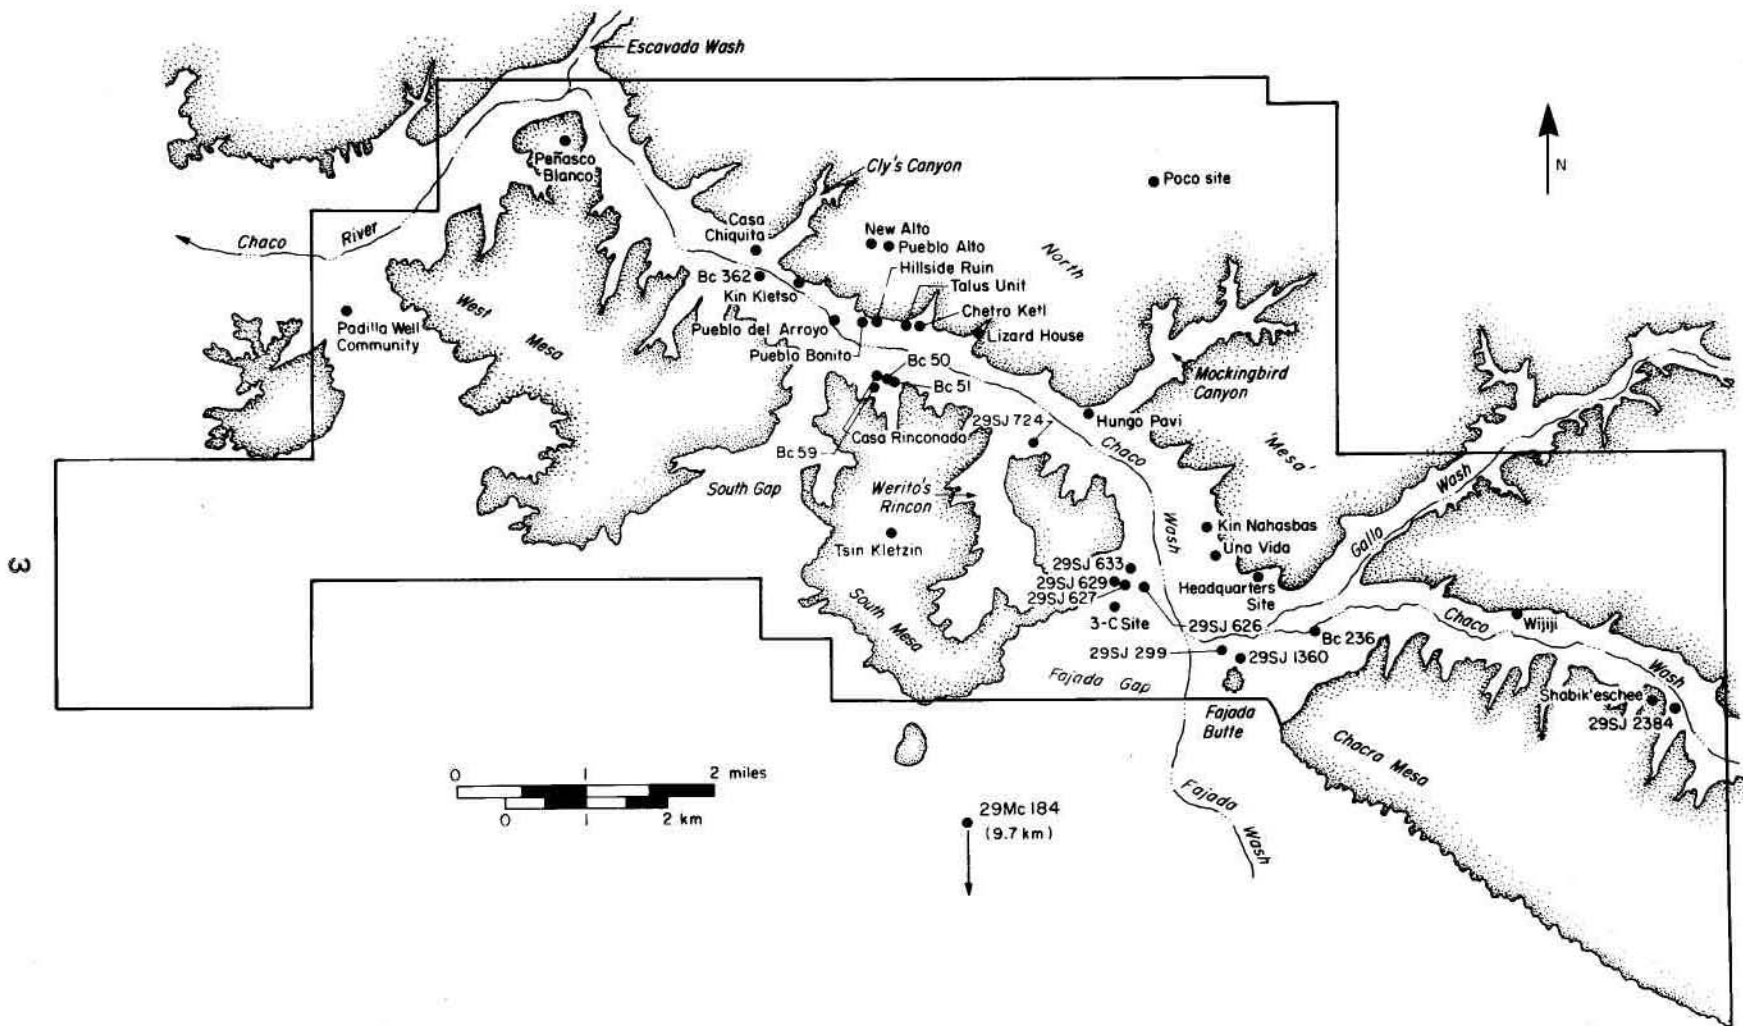 Escavada Wash
N
Peñasco
Blanco
Cly's Canyon
Poco site
Chaco River
Casa
Chiquita
New Alto
Pueblo Alto
North
Bc 362
Hillside Ruin
Talus Unit
Kin Kletso
Chetro Ketl
West
Mesa
Padilla Well
Community
Pueblo del Arroyo
Lizard House
Pueblo Bonito
Bc 50
Bc 51
Mockingbird
Canyon
29SJ 724
Hungo Pavi
Casa Rinconada
Bc 59
Chaco
Wash
'Mesa'
South Gap
Werito's
Rincon
Gallo Wash
Kin Nahasbas
Una Vida
Tsin Kletzin
29SJ 633
29SJ 629
29SJ 627
Headquarters
Site
3
South Mesa
3-C Site
29SJ 626
Chaco Wash
Wijiji
Bc 236
29SJ 299
29SJ 1360
Fajada Gap
Shabik'eschee
29SJ 2384
Fajada
Butte
Chacra Mesa
0 1 2 miles
0 1 2 km
Fajada Wash
29Mc 184
(9.7 km)